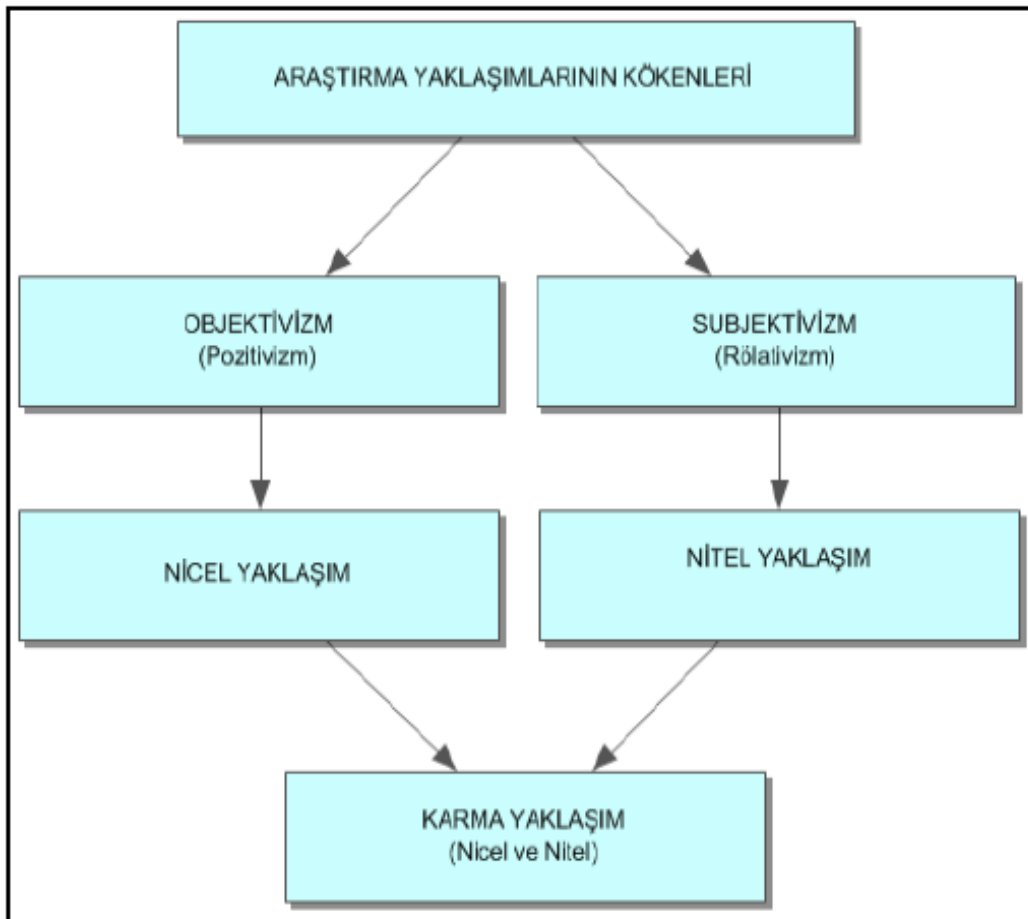 ARAŞTIRMA YAKLAŞIMLARININ KÖKENLERİ
OBJEKTİVİZM
(Pozitivizm)
SUBJEKTİVİZM
(Rölativizm)
NİCEL YAKLAŞIM
NİTEL YAKLAŞIM
KARMA YAKLAŞIM
(Nicel ve Nitel)